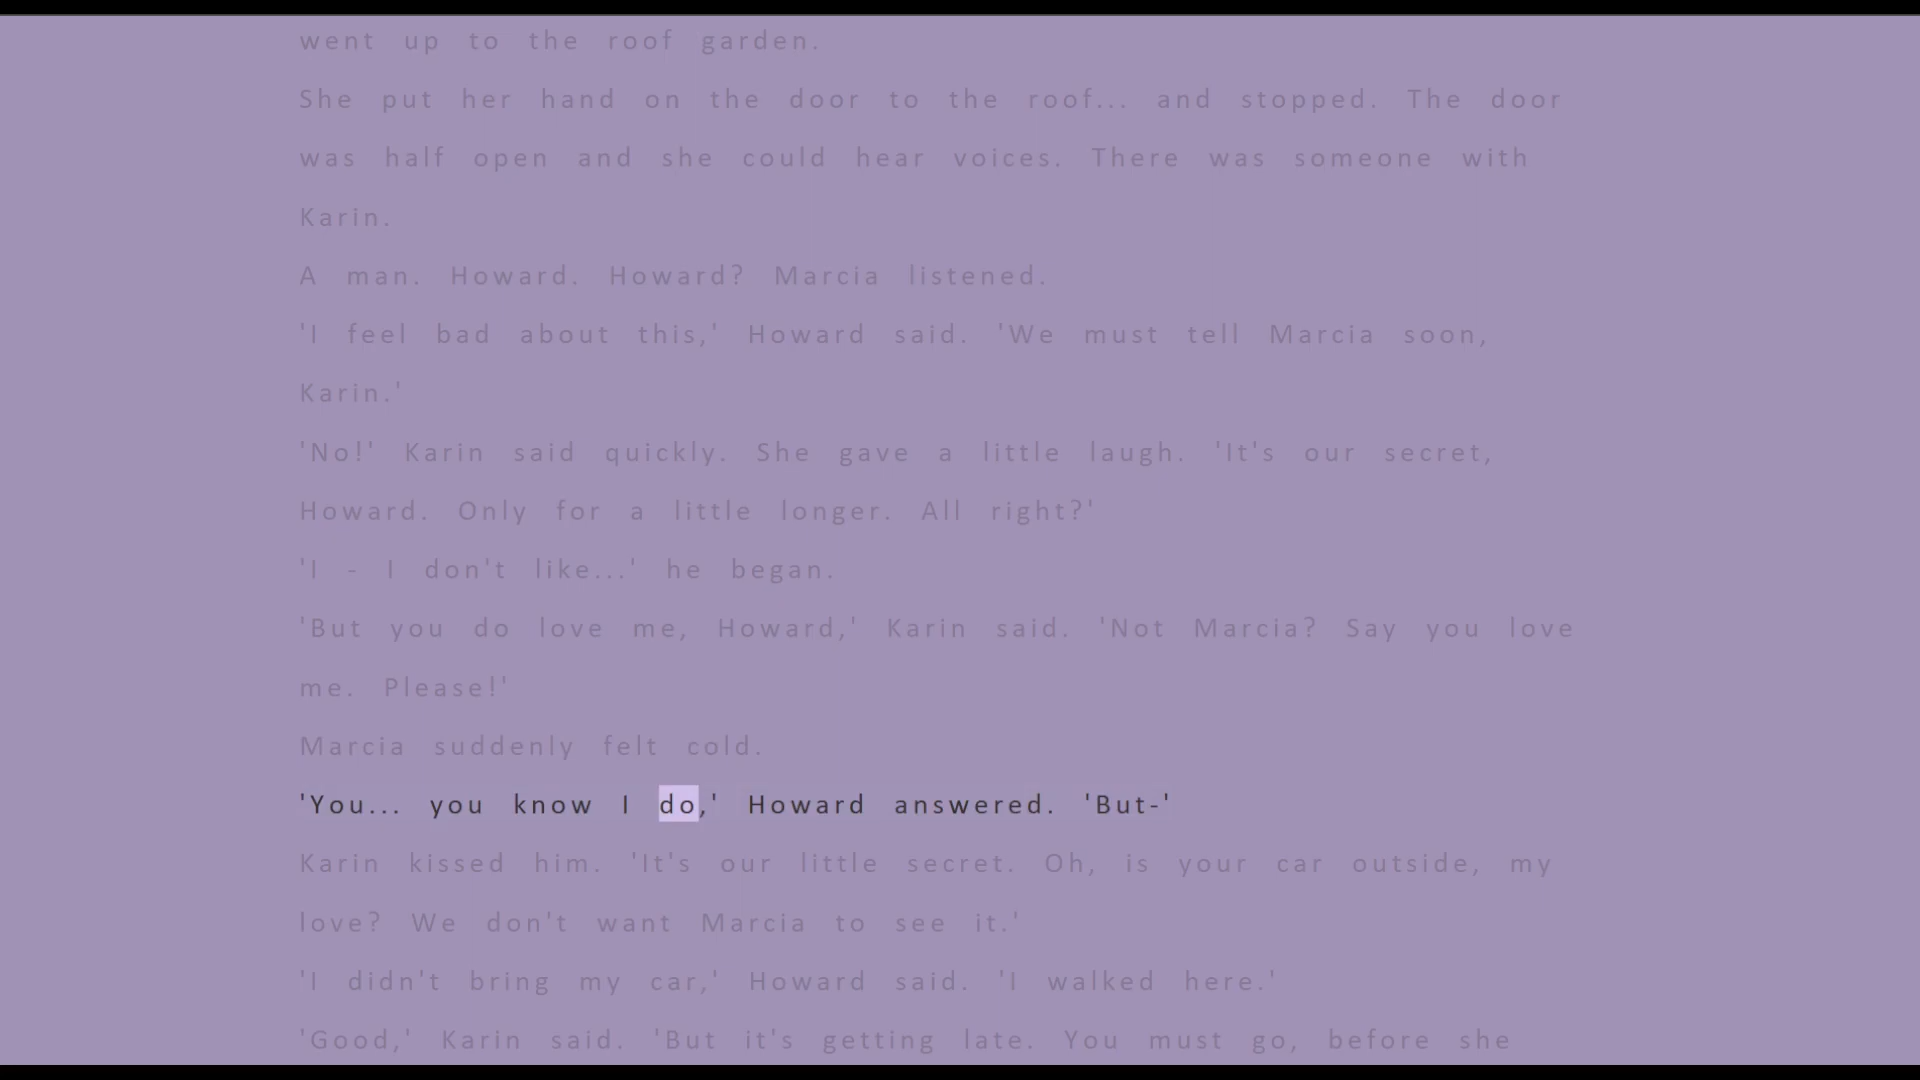 went up to the roof garden.
She put her hand on the door to the roof... and stopped. The door
was half open and she could hear voices. There was someone with
Karin.
A man. Howard. Howard? Marcia listened.
'I feel bad about this,' Howard said. 'We must tell Marcia soon,
Karin.'
'No!' Karin said quickly. She gave a little laugh. 'It's our secret,
Howard. Only for a little longer. All right?'
'I - I don't like...' he began.
'But you do love me, Howard,' Karin said. 'Not Marcia? Say you love
me. Please!'
Marcia suddenly felt cold.
'You... you know I do,' Howard answered. 'But-'
Karin kissed him. 'It's our little secret. Oh, is your car outside, my
love? We don't want Marcia to see it.'
'I didn't bring my car,' Howard said. 'I walked here.'
'Good,' Karin said. 'But it's getting late. You must go, before she